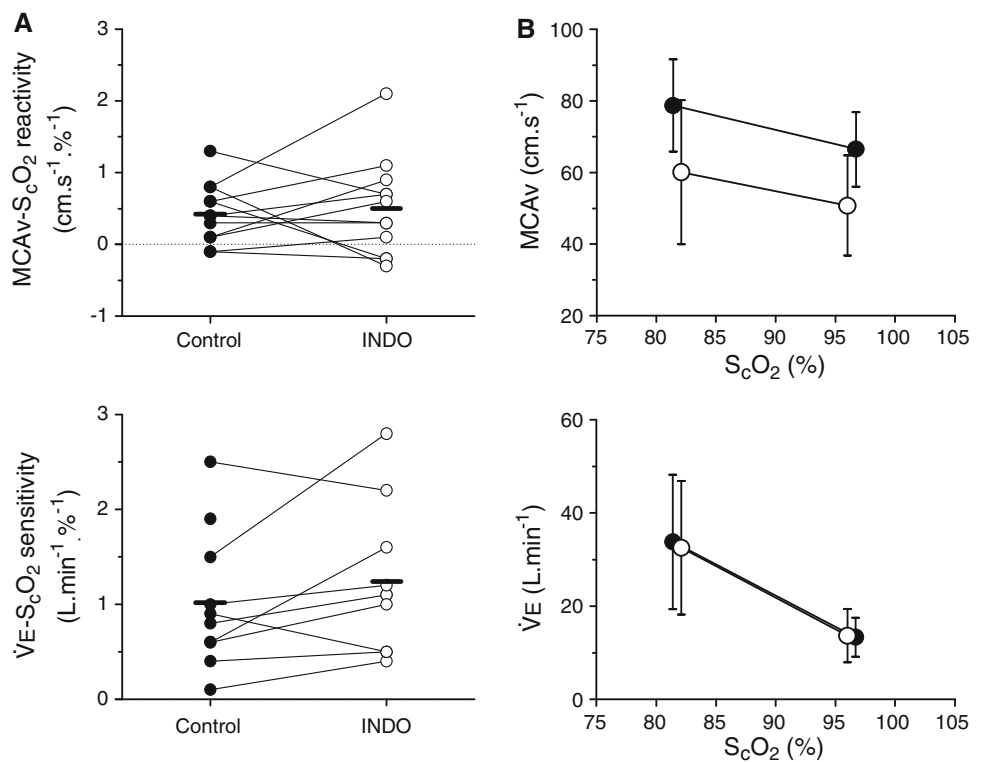 A
MCAv-ScO2 reactivity
(cm.s-1.%-1)
3
2
1
0
-1
Control INDO
B
MCAv (cm.s-1)
100
80
60
40
20
75 80 85 90 95 100 105
ScO2 (%)
V̇E-ScO2 sensitivity
(L.min-1.%-1)
3
2
1
0
Control INDO
V̇E (L.min-1)
60
40
20
0
75 80 85 90 95 100 105
ScO2 (%)